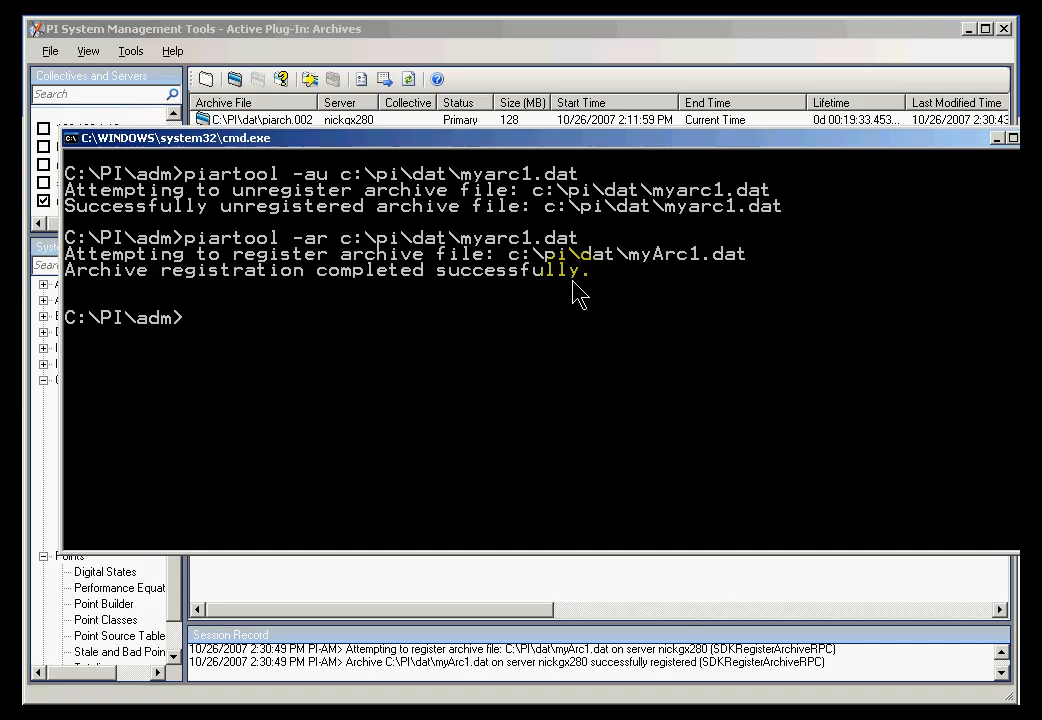 PI System Management Tools - Active Plug-In: Archives
File View Tools Help
Collectives and Servers
Search
Archive File Server Collective Status Size (MB) Start Time End Time Lifetime Last Modified Time
C:\PI\dat\piarch.002 nickgx280 Primary 128 10/26/2007 2:11:59 PM Current Time 0d 00:19:33.453... 10/26/2007 2:30:43
C:\WINDOWS\system32\cmd.exe
C:\PI\adm>piartool -au c:\pi\dat\myarc1.dat
Attempting to unregister archive file: c:\pi\dat\myarc1.dat
Successfully unregistered archive file: c:\pi\dat\myarc1.dat
C:\PI\adm>piartool -ar c:\pi\dat\myarc1.dat
Attempting to register archive file: c:\pi\dat\myArc1.dat
Archive registration completed successfully.
C:\PI\adm>
Syst
Sear
Points
Digital States
Performance Equat
Point Builder
Point Classes
Point Source Table
Stale and Bad Poin
Session Record
10/26/2007 2:30:49 PM PI-AM> Attempting to register archive file: C:\PI\dat\myArc1.dat on server nickgx280 (SDKRegisterArchiveRPC)
10/26/2007 2:30:49 PM PI-AM> Archive C:\PI\dat\myArc1.dat on server nickgx280 successfully registered (SDKRegisterArchiveRPC)